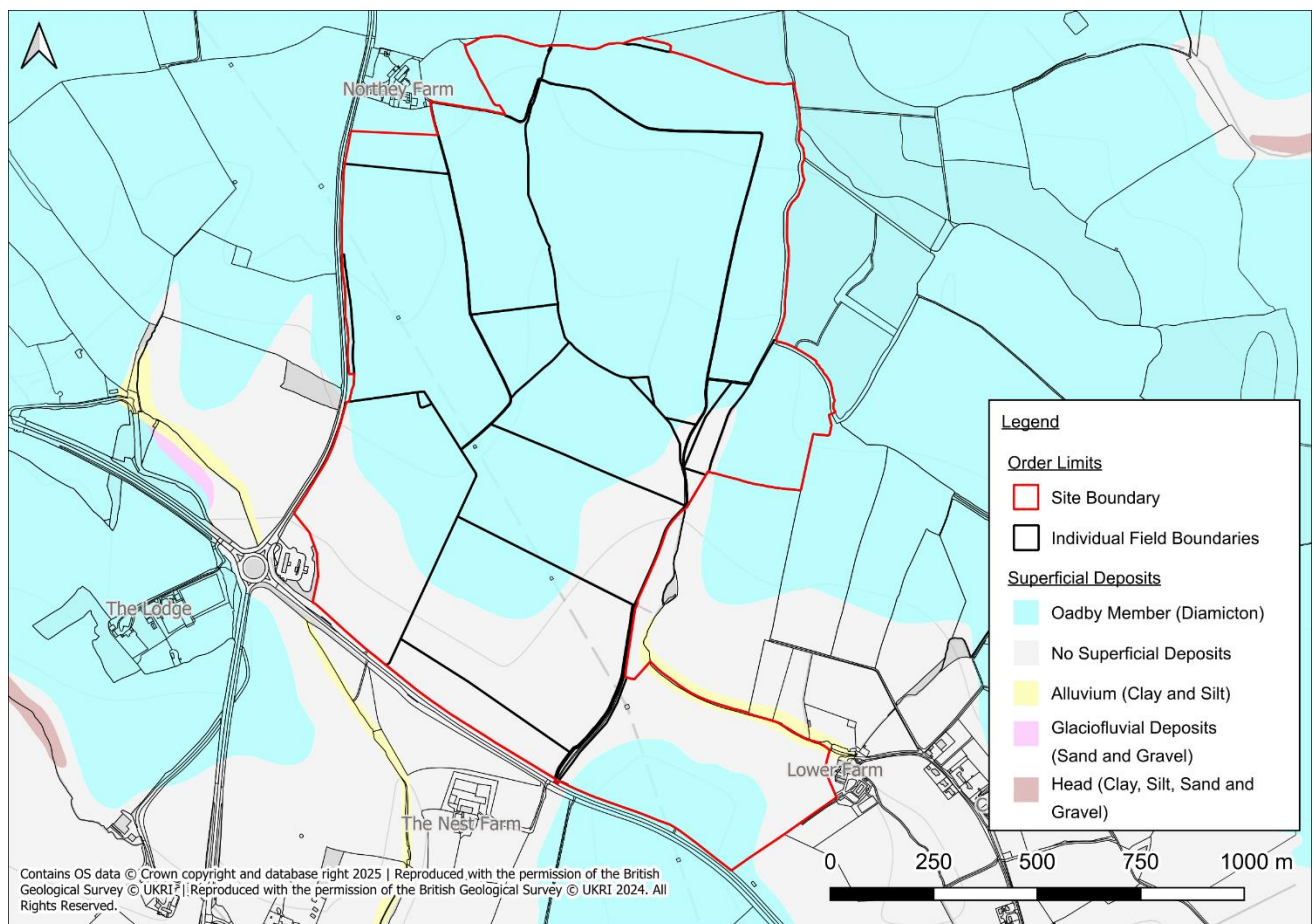 Northey Farm
The Lodge
The Nest Farm
Lower Farm
Legend
Order Limits
Site Boundary
Individual Field Boundaries
Superficial Deposits
Oadby Member (Diamicton)
No Superficial Deposits
Alluvium (Clay and Silt)
Glaciofluvial Deposits
(Sand and Gravel)
Head (Clay, Silt, Sand and
Gravel)
0 250 500 750 1000 m
Contains OS data © Crown copyright and database right 2025 | Reproduced with the permission of the British
Geological Survey © UKRI | Reproduced with the permission of the British Geological Survey © UKRI 2024. All
Rights Reserved.